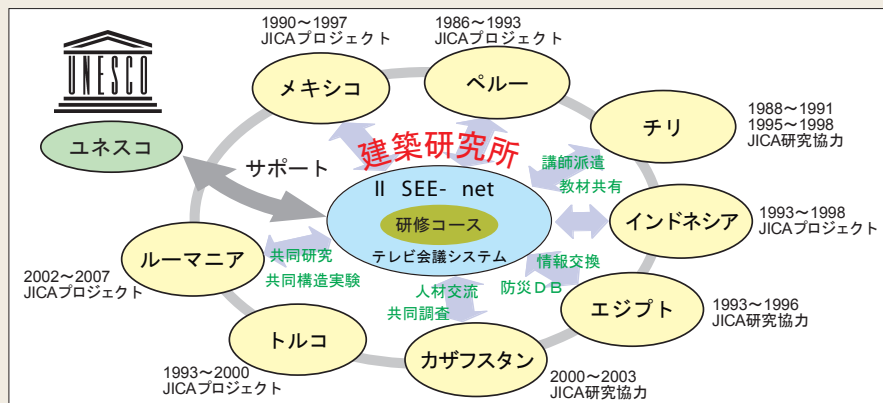 UNESCO
ユネスコ
サポート
1990～1997
JICAプロジェクト
メキシコ
1986～1993
JICAプロジェクト
ペルー
チリ
1988～1991
1995～1998
JICA研究協力
建築研究所
II SEE- net
研修コース
テレビ会議システム
講師派遣
教材共有
インドネシア
1993～1998
JICAプロジェクト
情報交換
防災ＤＢ
エジプト
1993～1996
JICA研究協力
人材交流
共同調査
カザフスタン
2000～2003
JICA研究協力
トルコ
1993～2000
JICAプロジェクト
共同研究
共同構造実験
ルーマニア
2002～2007
JICAプロジェクト